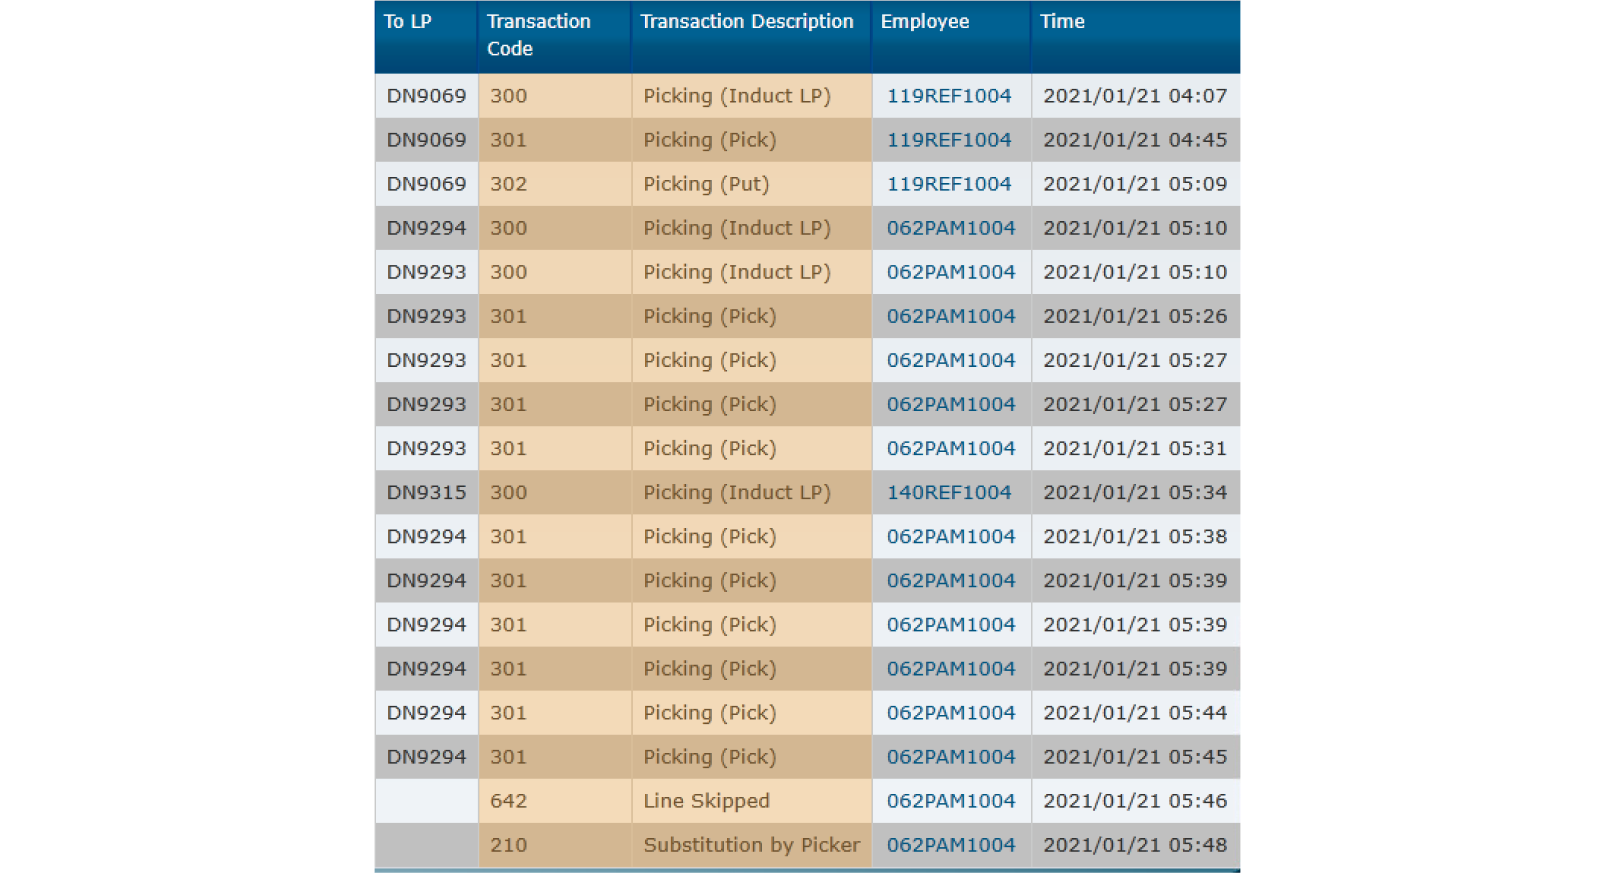 To LP Transaction Code Transaction Description Employee Time
DN9069 300 Picking (Induct LP) 119REF1004 2021/01/21 04:07
DN9069 301 Picking (Pick) 119REF1004 2021/01/21 04:45
DN9069 302 Picking (Put) 119REF1004 2021/01/21 05:09
DN9294 300 Picking (Induct LP) 062PAM1004 2021/01/21 05:10
DN9293 300 Picking (Induct LP) 062PAM1004 2021/01/21 05:10
DN9293 301 Picking (Pick) 062PAM1004 2021/01/21 05:26
DN9293 301 Picking (Pick) 062PAM1004 2021/01/21 05:27
DN9293 301 Picking (Pick) 062PAM1004 2021/01/21 05:27
DN9293 301 Picking (Pick) 062PAM1004 2021/01/21 05:31
DN9315 300 Picking (Induct LP) 140REF1004 2021/01/21 05:34
DN9294 301 Picking (Pick) 062PAM1004 2021/01/21 05:38
DN9294 301 Picking (Pick) 062PAM1004 2021/01/21 05:39
DN9294 301 Picking (Pick) 062PAM1004 2021/01/21 05:39
DN9294 301 Picking (Pick) 062PAM1004 2021/01/21 05:39
DN9294 301 Picking (Pick) 062PAM1004 2021/01/21 05:44
DN9294 301 Picking (Pick) 062PAM1004 2021/01/21 05:45
642 Line Skipped 062PAM1004 2021/01/21 05:46
210 Substitution by Picker 062PAM1004 2021/01/21 05:48